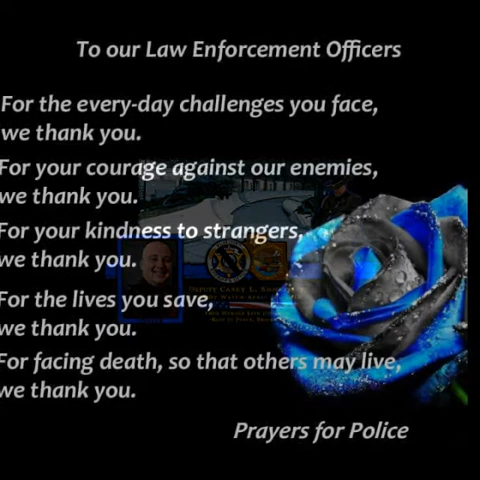 To our Law Enforcement Officers
For the every-day challenges you face,
we thank you.
For your courage against our enemies,
we thank you.
For your kindness to strangers,
we thank you.
For the lives you save,
we thank you.
For facing death, so that others may live,
we thank you.
Prayers for Police